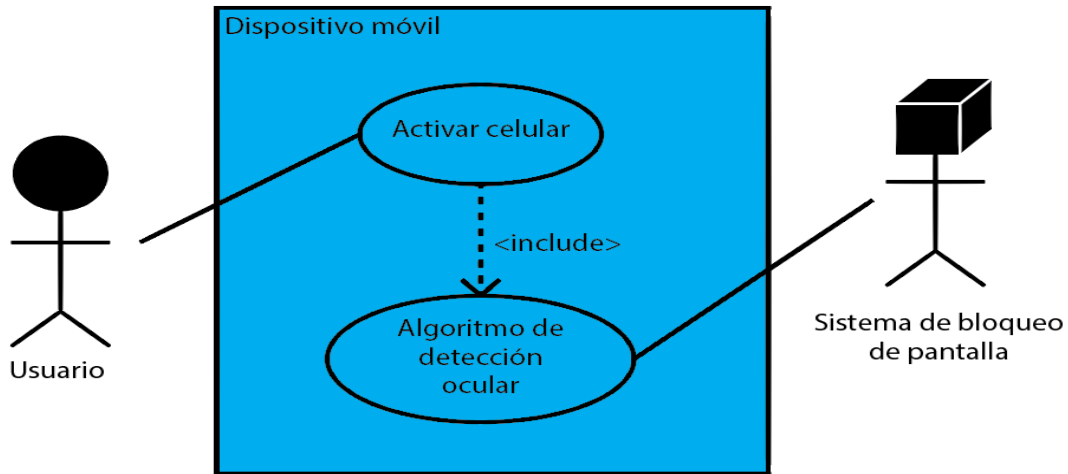 Dispositivo móvil
Activar celular
<include>
Algoritmo de
detección
ocular
Usuario
Sistema de bloqueo
de pantalla